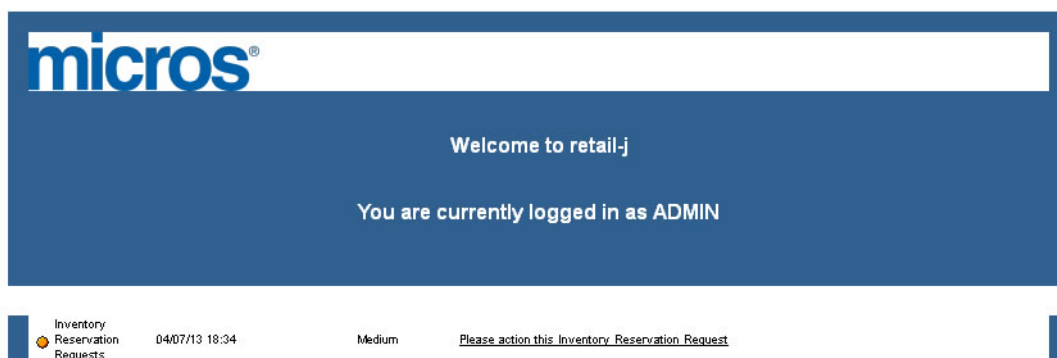 micros®
Welcome to retail-j
You are currently logged in as ADMIN
Inventory
Reservation 04/07/13 18:34 Medium Please action this Inventory Reservation Request
Requests